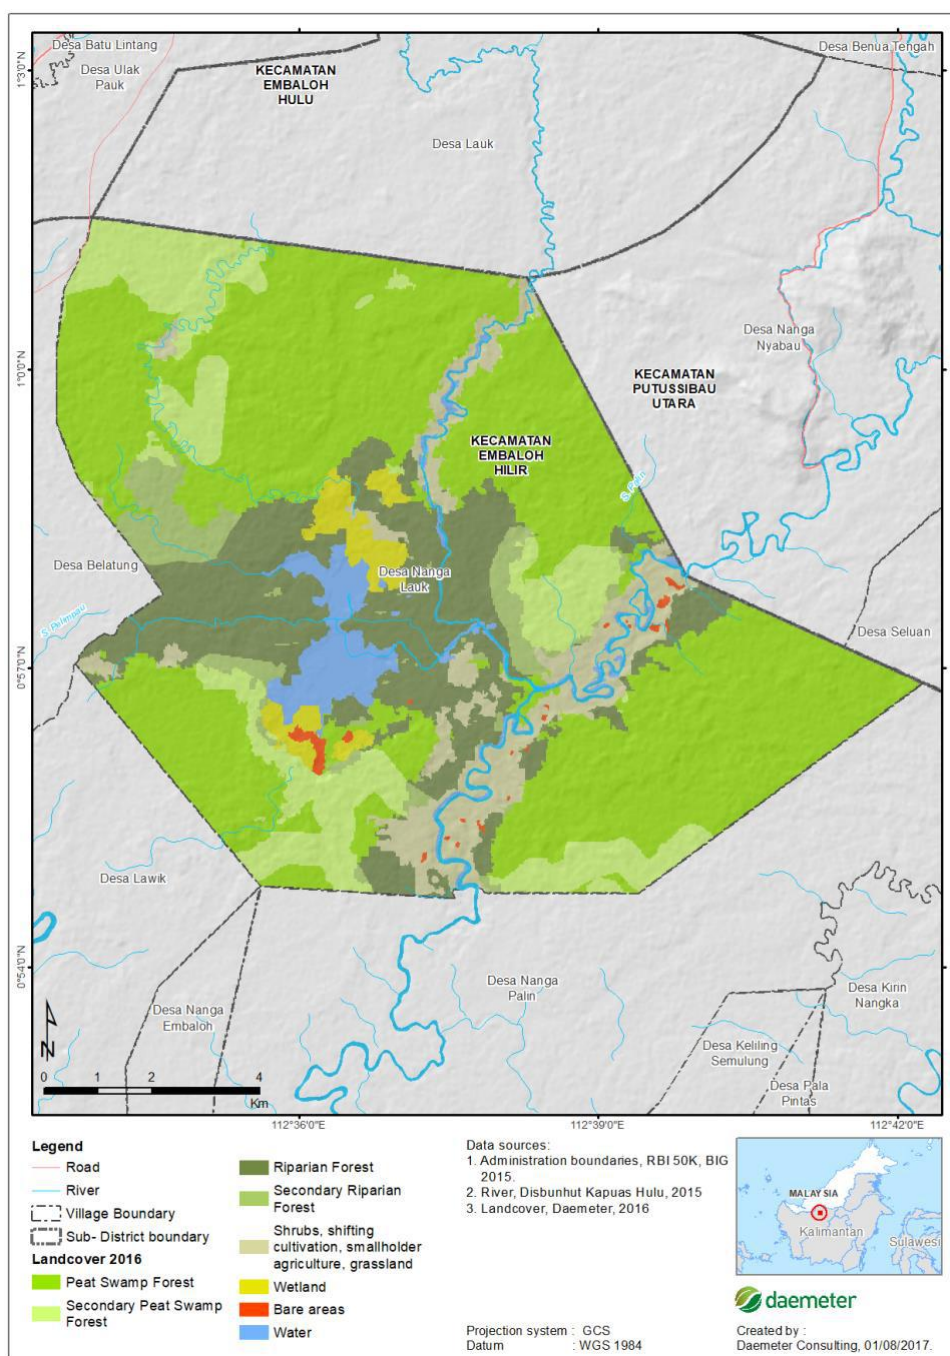 Desa Batu Lintang
Desa Benua Tengah
Desa Ulak
Pauk
KECAMATAN
EMBALOH
HULU
1°3'0"N
Desa Lauk
Desa Nanga
Nyabau
1°0'0"N
KECAMATAN
PUTUSSIBAU
UTARA
KECAMATAN
EMBALOH
HILIR
S. Palin
Desa Belatung
Desa Nanga
Lauk
S. Pelimpau
Desa Seluan
0°57'0"N
Desa Lawik
0°54'0"N
Desa Nanga
Palin
Desa Kirin
Nangka
Desa Nanga
Embaloh
Desa Keliling
Semulung
Desa Pala
Pintas
N
0 1 2 4
Km
112°36'0"E 112°39'0"E 112°42'0"E
Legend
Road
River
Village Boundary
Sub- District boundary
Landcover 2016
Peat Swamp Forest
Secondary Peat Swamp
Forest
Riparian Forest
Secondary Riparian
Forest
Shrubs, shifting
cultivation, smallholder
agriculture, grassland
Wetland
Bare areas
Water
Data sources:
1. Administration boundaries, RBI 50K, BIG
2015.
2. River, Disbunhut Kapuas Hulu, 2015
3. Landcover, Daemeter, 2016
Projection system : GCS
Datum : WGS 1984
MALAYSIA
Kalimantan
Sulawesi
daemeter
Created by :
Daemeter Consulting, 01/08/2017.